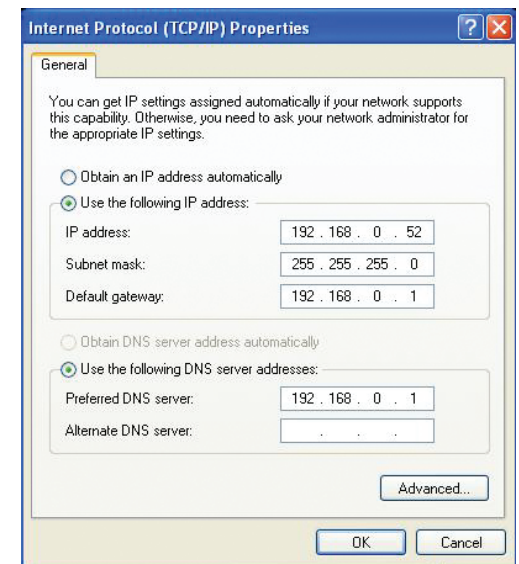 Internet Protocol (TCP/IP) Properties
General
You can get IP settings assigned automatically if your network supports
this capability. Otherwise, you need to ask your network administrator for
the appropriate IP settings.
Obtain an IP address automatically
Use the following IP address:
IP address: 192 . 168 . 0 . 52
Subnet mask: 255 . 255 . 255 . 0
Default gateway: 192 . 168 . 0 . 1
Obtain DNS server address automatically
Use the following DNS server addresses:
Preferred DNS server: 192 . 168 . 0 . 1
Alternate DNS server: . . .
Advanced...
OK Cancel